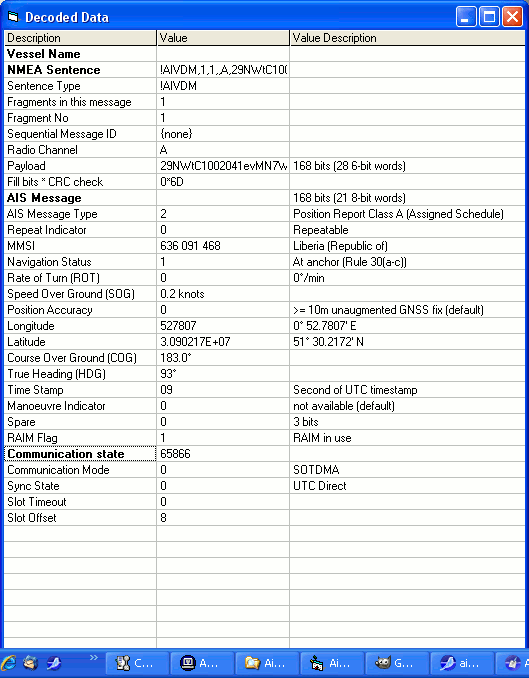 Decoded Data
Description Value Value Description
Vessel Name
NMEA Sentence !AIVDM,1,1,,A,29NWtC10(
Sentence Type !AIVDM
Fragments in this message 1
Fragment No 1
Sequential Message ID {none}
Radio Channel A
Payload 29NWtC1002041evMN7w 168 bits (28 6-bit words)
Fill bits * CRC check 0*6D
AIS Message 168 bits (21 8-bit words)
AIS Message Type 2 Position Report Class A (Assigned Schedule)
Repeat Indicator 0 Repeatable
MMSI 636 091 468 Liberia (Republic of)
Navigation Status 1 At anchor (Rule 30(a-c))
Rate of Turn (ROT) 0 0°/min
Speed Over Ground (SOG) 0.2 knots
Position Accuracy 0 >= 10m unaugmented GNSS fix (default)
Longitude 527807 0° 52.7807' E
Latitude 3.090217E+07 51° 30.2172' N
Course Over Ground (COG) 183.0°
True Heading (HDG) 93°
Time Stamp 09 Second of UTC timestamp
Manoeuvre Indicator 0 not available (default)
Spare 0 3 bits
RAIM Flag 1 RAIM in use
Communication state 65866
Communication Mode 0 SOTDMA
Sync State 0 UTC Direct
Slot Timeout 0
Slot Offset 8
» C... A... Ai... Ai... G... ai... A